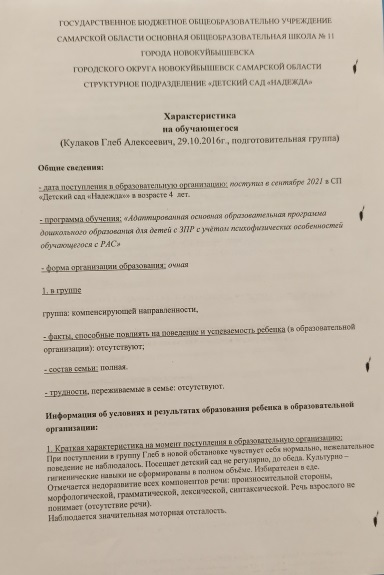 ГОСУДАРСТВЕННОЕ БЮДЖЕТНОЕ ОБЩЕОБРАЗОВАТЕЛЬНО УЧРЕЖДЕНИЕ
САМАРСКОЙ ОБЛАСТИ ОСНОВНАЯ ОБЩЕОБРАЗОВАТЕЛЬНАЯ ШКОЛА № 11
ГОРОДА НОВОКУЙБЫШЕВСКА
ГОРОДСКОГО ОКРУГА НОВОКУЙБЫШЕВСК САМАРСКОЙ ОБЛАСТИ
СТРУКТУРНОЕ ПОДРАЗДЕЛЕНИЕ «ДЕТСКИЙ САД «НАДЕЖДА»
Характеристика
на обучающегося
(Кулаков Глеб Алексеевич, 29.10.2016г., подготовительная группа)
Общие сведения:
- дата поступления в образовательную организацию: поступил в сентябре 2021 в СП
«Детский сад «Надежда»» в возрасте 4 лет.
- программа обучения: «Адаптированная основная образовательная программа
дошкольного образования для детей с ЗПР с учётом психофизических особенностей
обучающегося с РАС»
- форма организации образования: очная
1. в группе
группа: компенсирующей направленности,
- факты, способные повлиять на поведение и успеваемость ребенка (в образовательной
организации): отсутствуют;
- состав семьи: полная.
- трудности, переживаемые в семье: отсутствуют.
Информация об условиях и результатах образования ребенка в образовательной
организации:
1. Краткая характеристика на момент поступления в образовательную организацию:
При поступлении в группу Глеб в новой обстановке чувствует себя нормально, нежелательное
поведение не наблюдалось. Посещает детский сад не регулярно, до обеда. Культурно –
гигиенические навыки не сформированы в полном объёме. Избирателен в еде.
Отмечается недоразвитие всех компонентов речи: произносительной стороны,
морфологической, грамматической, лексической, синтаксической. Речь взрослого не
понимает (отсутствие речи).
Наблюдается значительная моторная отсталость.